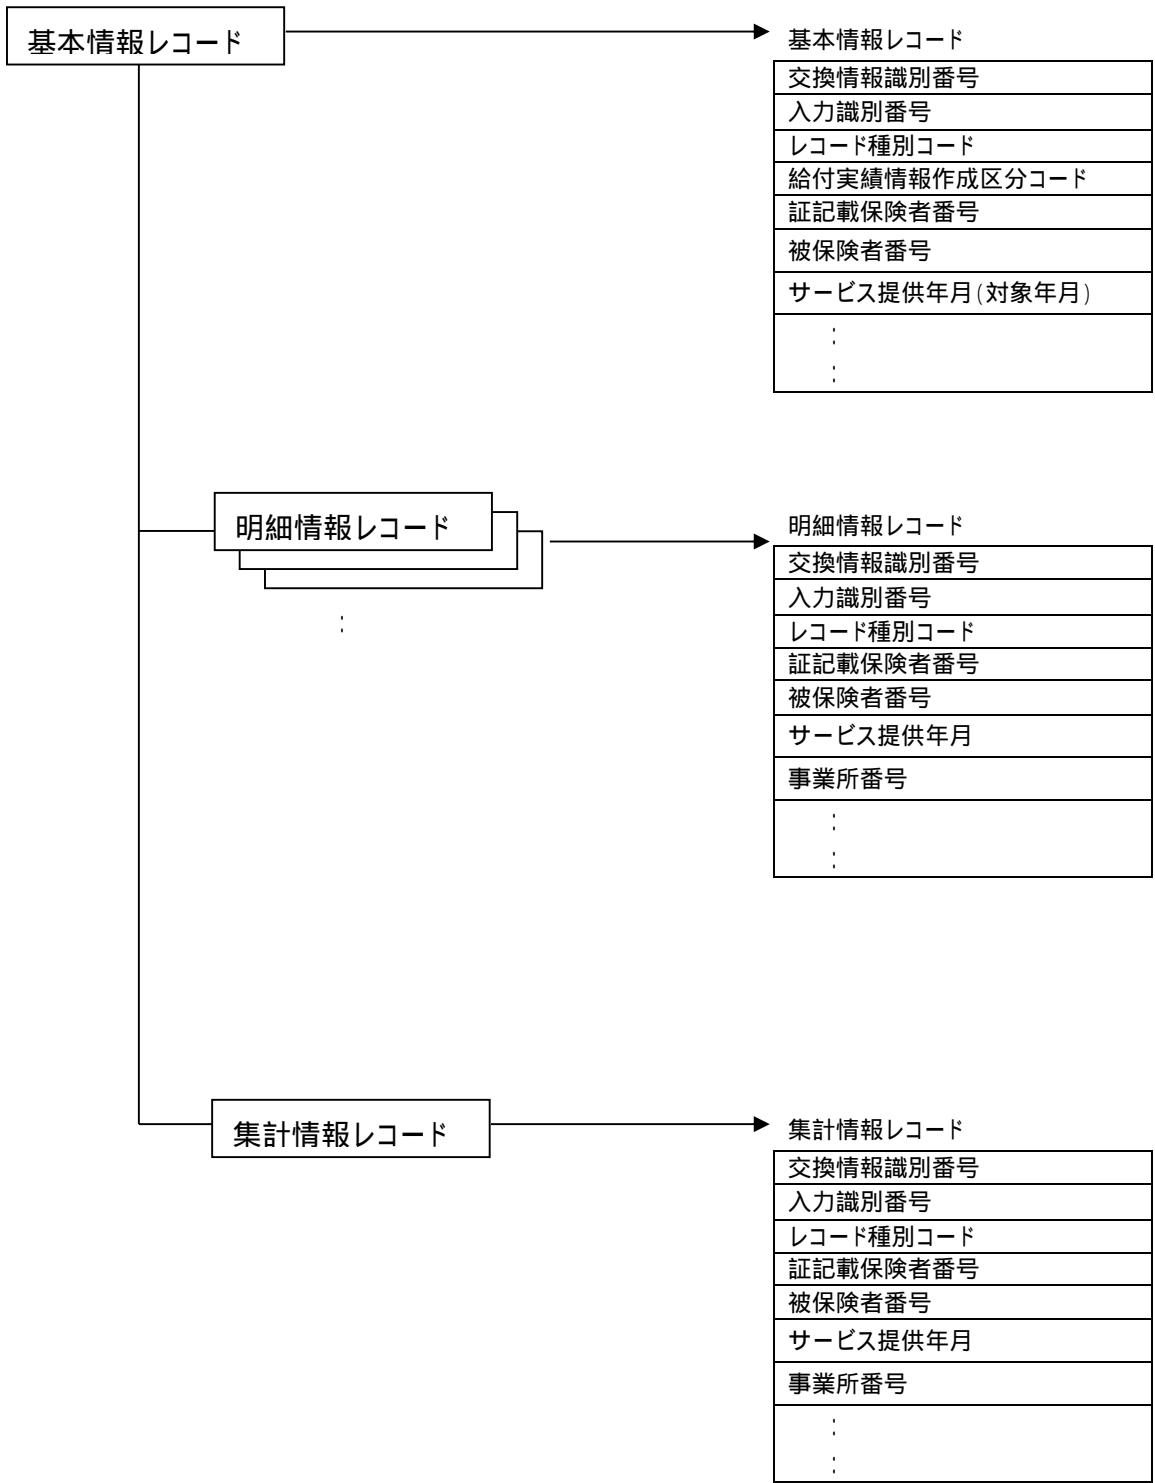 基本情報レコード
基本情報レコード
交換情報識別番号
入力識別番号
レコード種別コード
給付実績情報作成区分コード
証記載保険者番号
被保険者番号
サービス提供年月(対象年月)
:
:
明細情報レコード
:
明細情報レコード
交換情報識別番号
入力識別番号
レコード種別コード
証記載保険者番号
被保険者番号
サービス提供年月
事業所番号
:
:
集計情報レコード
集計情報レコード
交換情報識別番号
入力識別番号
レコード種別コード
証記載保険者番号
被保険者番号
サービス提供年月
事業所番号
:
: